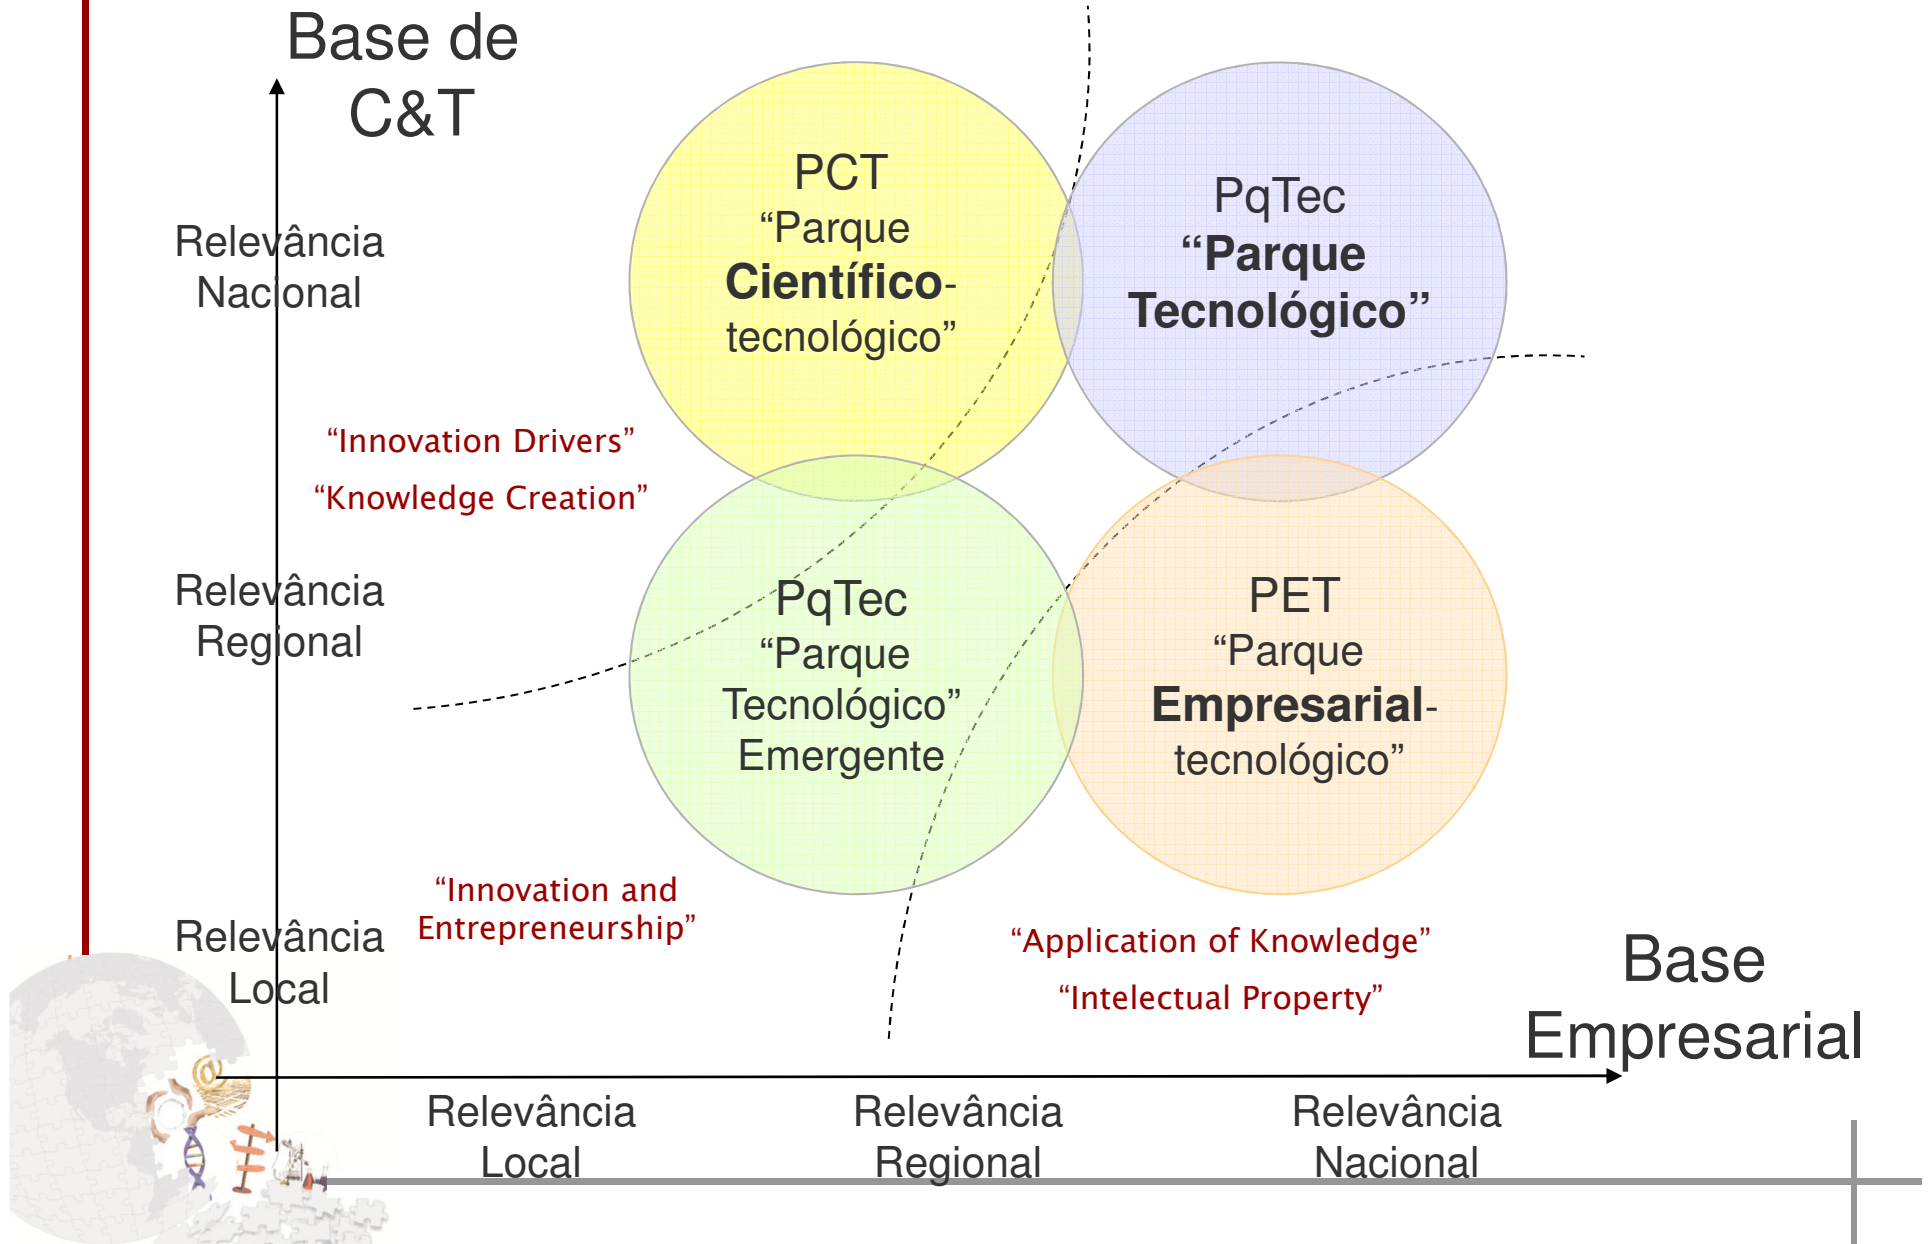 Base de
C&T
PCT
“Parque
Científico-
tecnológico”
PqTec
“Parque
Tecnológico”
Relevância
Nacional
“Innovation Drivers”
“Knowledge Creation”
Relevância
Regional
PqTec
“Parque
Tecnológico”
Emergente
PET
“Parque
Empresarial-
tecnológico”
“Innovation and
Entrepreneurship”
Relevância
Local
“Application of Knowledge”
“Intelectual Property”
Base
Empresarial
Relevância
Local
Relevância
Regional
Relevância
Nacional